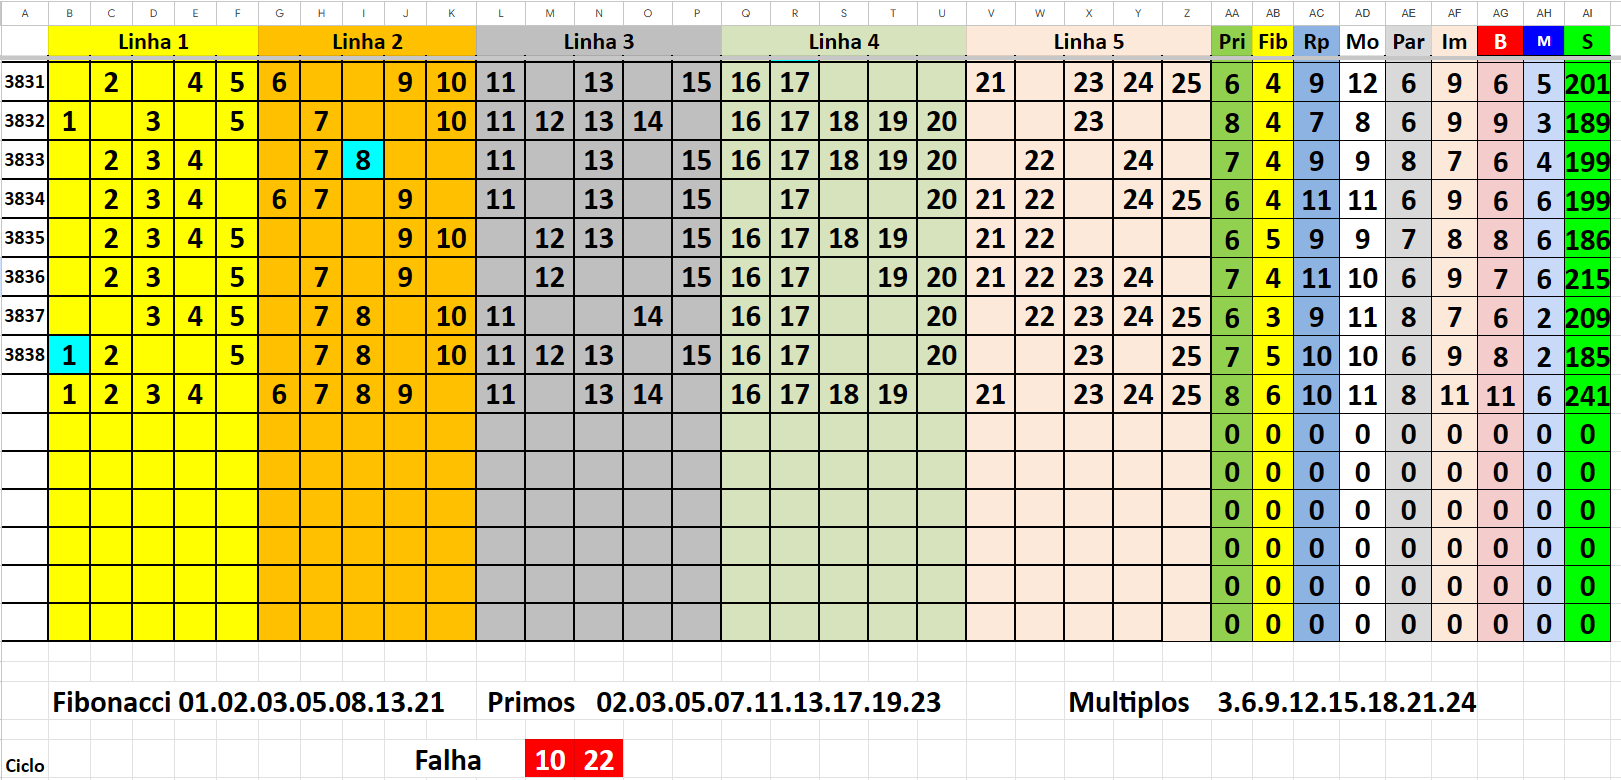 A B C D E F G H I J K L M N O P Q R S T U V W X Y Z AA AB AC AD AE AF AG AH AI
Linha 1 Linha 2 Linha 3 Linha 4 Linha 5 Pri Fib Rp Mo Par Im B M S
3831 2 4 5 6 9 10 11 13 15 16 17 21 23 24 25 6 4 9 12 6 9 6 5 201
3832 1 3 5 7 10 11 12 13 14 16 17 18 19 20 23 8 4 7 8 6 9 9 3 189
3833 2 3 4 7 8 11 13 15 16 17 18 19 20 22 24 7 4 9 9 8 7 6 4 199
3834 2 3 4 6 7 9 11 13 15 17 20 21 22 24 25 6 4 11 11 6 9 6 6 199
3835 2 3 4 5 9 10 12 13 15 16 17 18 19 21 22 6 5 9 9 7 8 8 6 186
3836 2 3 5 7 9 12 15 16 17 19 20 21 22 23 24 7 4 11 10 6 9 7 6 215
3837 3 4 5 7 8 10 11 14 16 17 20 22 23 24 25 6 3 9 11 8 7 6 2 209
3838 1 2 5 7 8 10 11 12 13 15 16 17 20 23 25 7 5 10 10 6 9 8 2 185
1 2 3 4 6 7 8 9 11 13 14 16 17 18 19 21 23 24 25 8 6 10 11 8 11 11 6 241
0 0 0 0 0 0 0 0 0
0 0 0 0 0 0 0 0 0
0 0 0 0 0 0 0 0 0
0 0 0 0 0 0 0 0 0
0 0 0 0 0 0 0 0 0
0 0 0 0 0 0 0 0 0
Fibonacci 01.02.03.05.08.13.21 Primos 02.03.05.07.11.13.17.19.23 Multiplos 3.6.9.12.15.18.21.24
Ciclo Falha 10 22